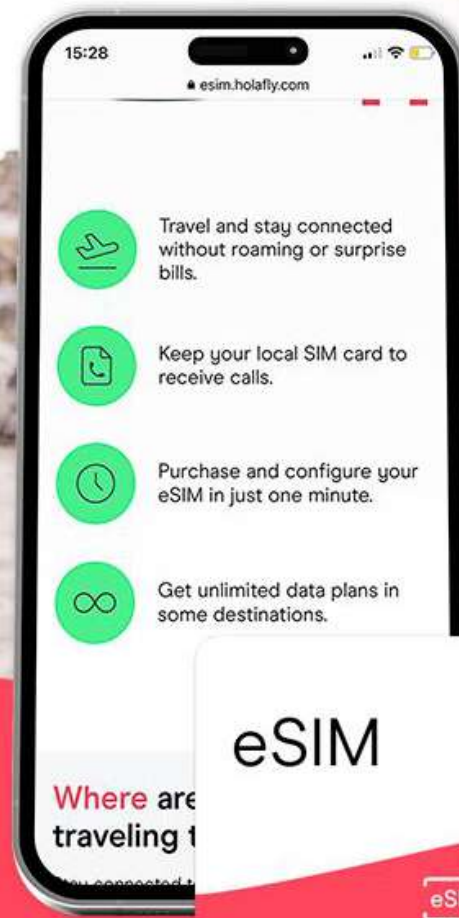 15:28
esim.holafly.com
Travel and stay connected
without roaming or surprise
bills.
Keep your local SIM card to
receive calls.
Purchase and configure your
eSIM in just one minute.
Get unlimited data plans in
some destinations.
eSIM
Where are
traveling